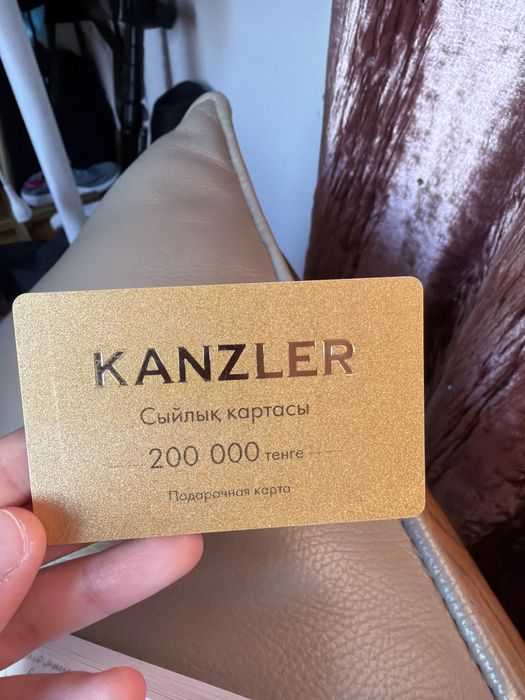 KANZLER
Сыйлық картасы
200 000 тенге
Подарочная карта